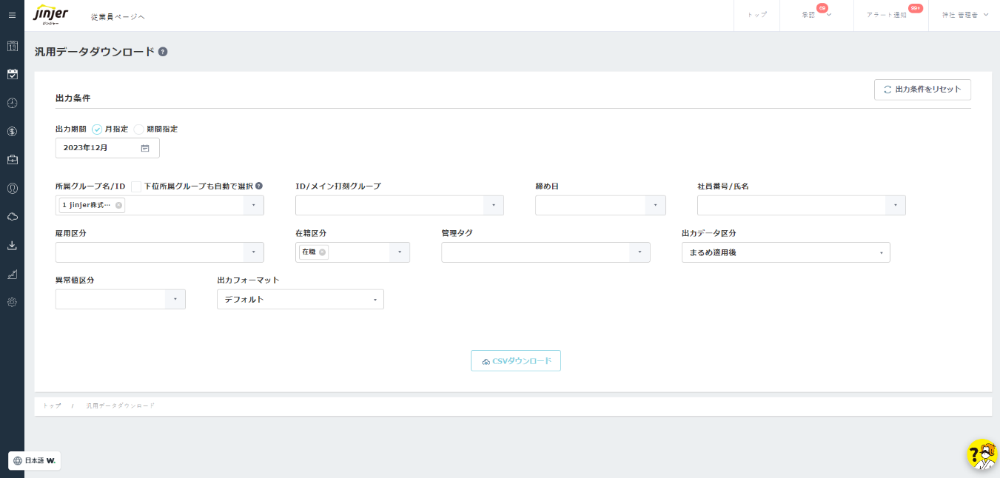 jinjer
ジンジャー
従業員ページへ
トップ
承認
69
アラート通知
99+
神社 管理者
19
汎用データダウンロード ?
出力条件
出力条件をリセット
出力期間 月指定 期間指定
2023年12月
所属グループ名/ID 下位所属グループも自動で選択 ?
ID/メイン打刻グループ
締め日
社員番号/氏名
1 jinjer株式…
雇用区分
在籍区分
管理タグ
出力データ区分
在職
まるめ適用後
異常値区分
出力フォーマット
デフォルト
CSVダウンロード
トップ / 汎用データダウンロード
日本語 W.
?